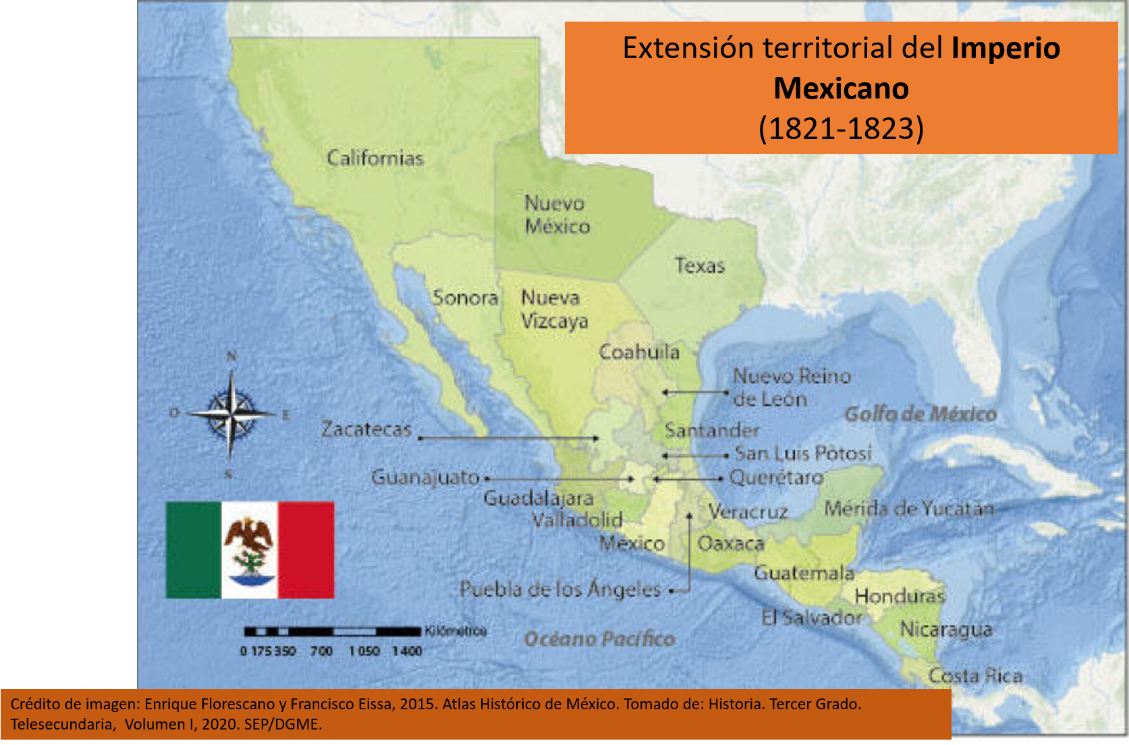 Extensión territorial del Imperio
Mexicano
(1821-1823)
Californias
Nuevo
México
Texas
Sonora
Nueva
Vizcaya
Coahuila
N
O
E
S
Nuevo Reino
de León
Golfo de México
Zacatecas
Santander
San Luis Pótosi
Guanajuato
Querétaro
Guadalajara
Valladolid
Veracruz
Mérida de Yucatán
México
Oaxaca
Guatemala
Puebla de los Ángeles
Honduras
El Salvador
Nicaragua
Kilómetros
0 175 350 700 1 050 1 400
Océano Pacífico
Costa Rica
Crédito de imagen: Enrique Florescano y Francisco Eissa, 2015. Atlas Histórico de México. Tomado de: Historia. Tercer Grado.
Telesecundaria, Volumen I, 2020. SEP/DGME.